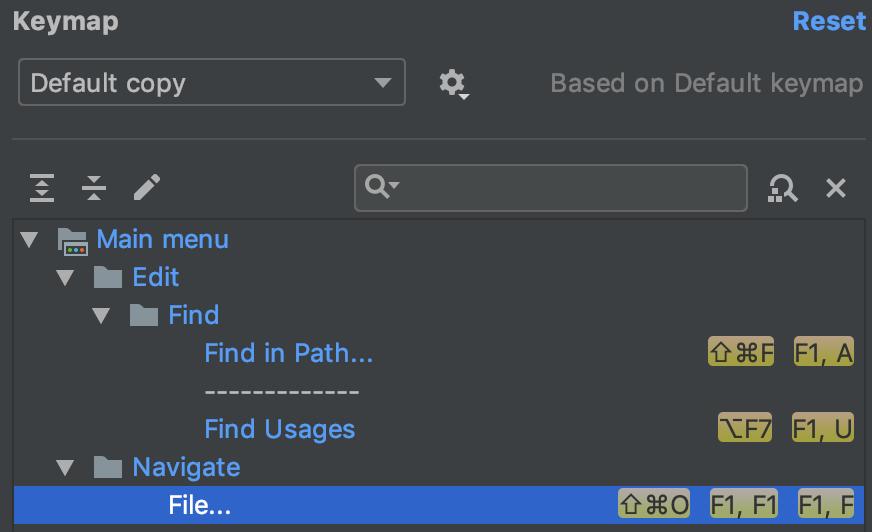 Keymap Reset
Default copy Based on Default keymap
Main menu
Edit
Find
Find in Path... ⇧⌘F F1, A
-------------
Find Usages ⌥F7 F1, U
Navigate
File... ⇧⌘O F1, F1 F1, F